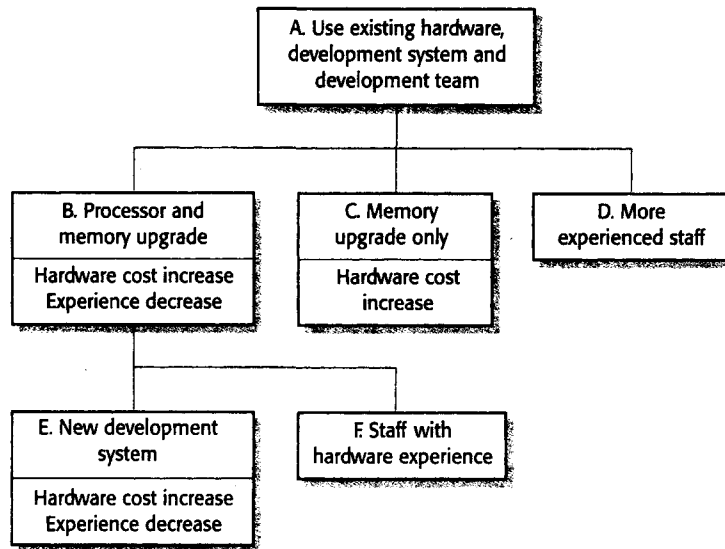 A. Use existing hardware,
development system and
development team
B. Processor and
memory upgrade
Hardware cost increase
Experience decrease
C. Memory
upgrade only
Hardware cost
increase
D. More
experienced staff
E. New development
system
Hardware cost increase
Experience decrease
F. Staff with
hardware experience